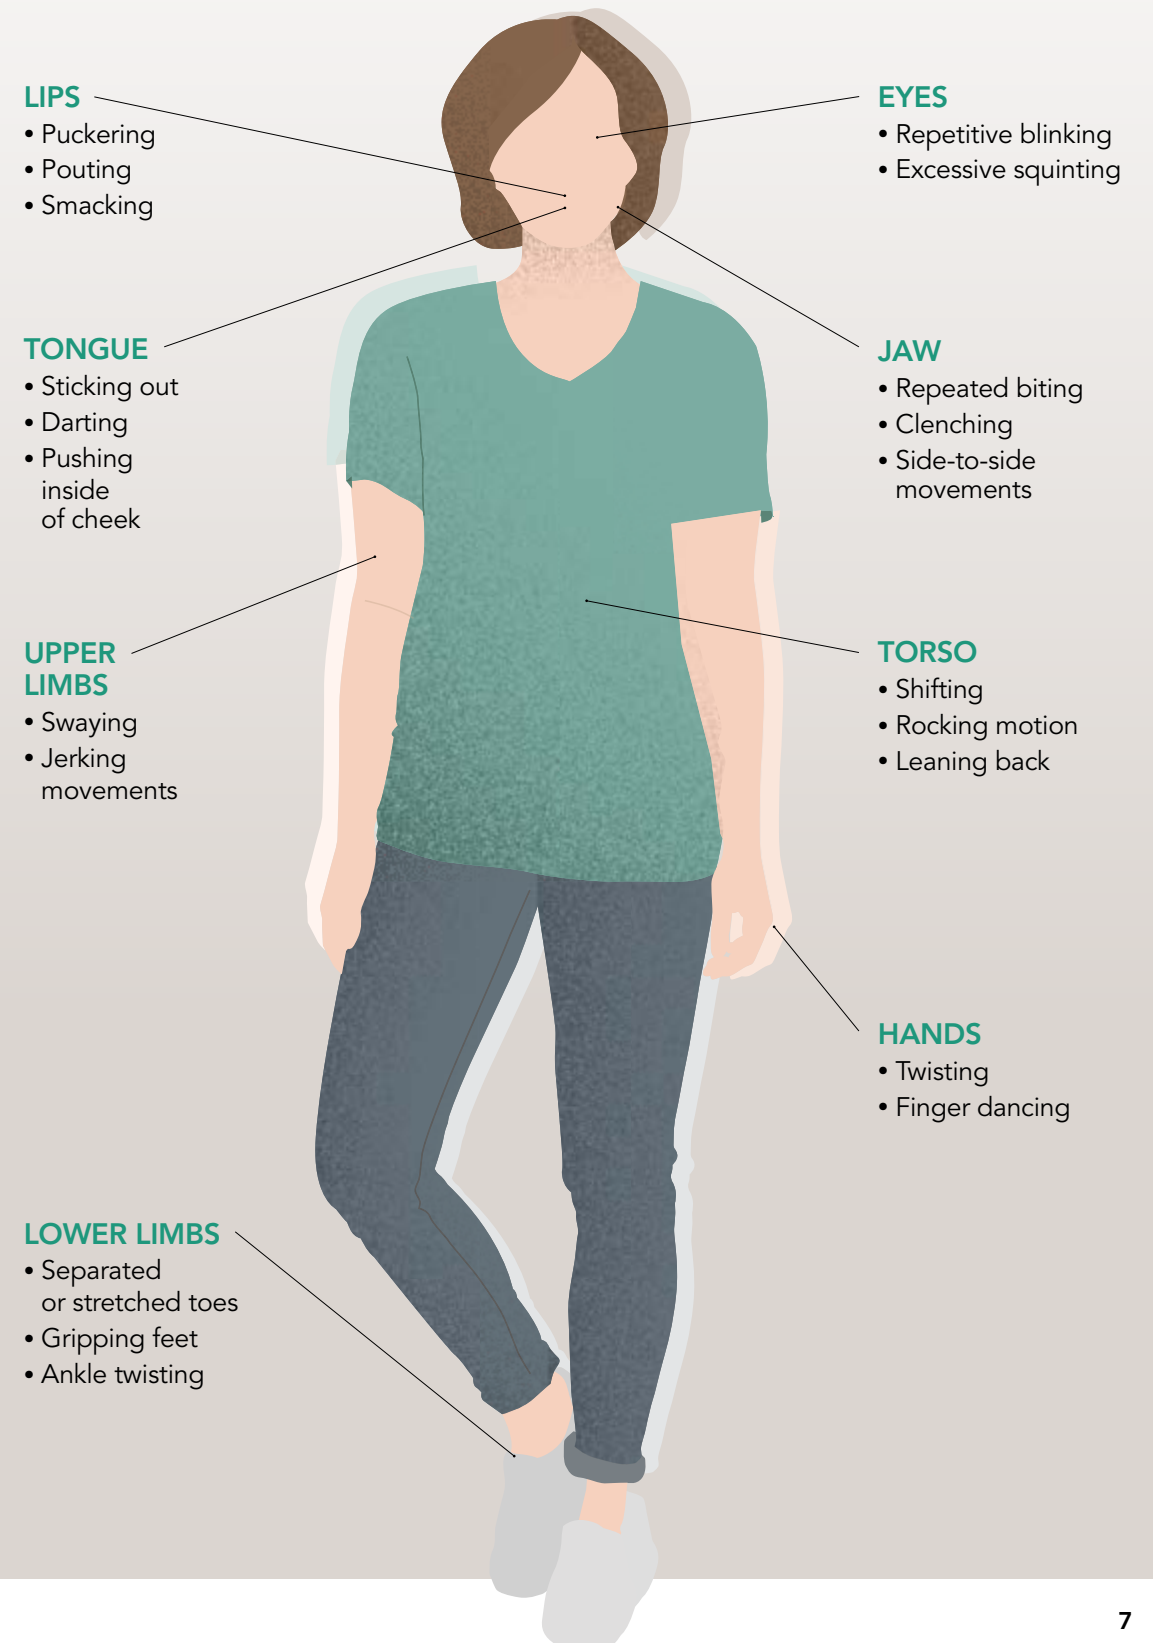 LIPS
• Puckering
• Pouting
• Smacking
TONGUE
• Sticking out
• Darting
• Pushing
inside
of cheek
UPPER
LIMBS
• Swaying
• Jerking
movements
LOWER LIMBS
• Separated
or stretched toes
• Gripping feet
• Ankle twisting
EYES
• Repetitive blinking
• Excessive squinting
JAW
• Repeated biting
• Clenching
• Side-to-side
movements
TORSO
• Shifting
• Rocking motion
• Leaning back
HANDS
• Twisting
• Finger dancing
7